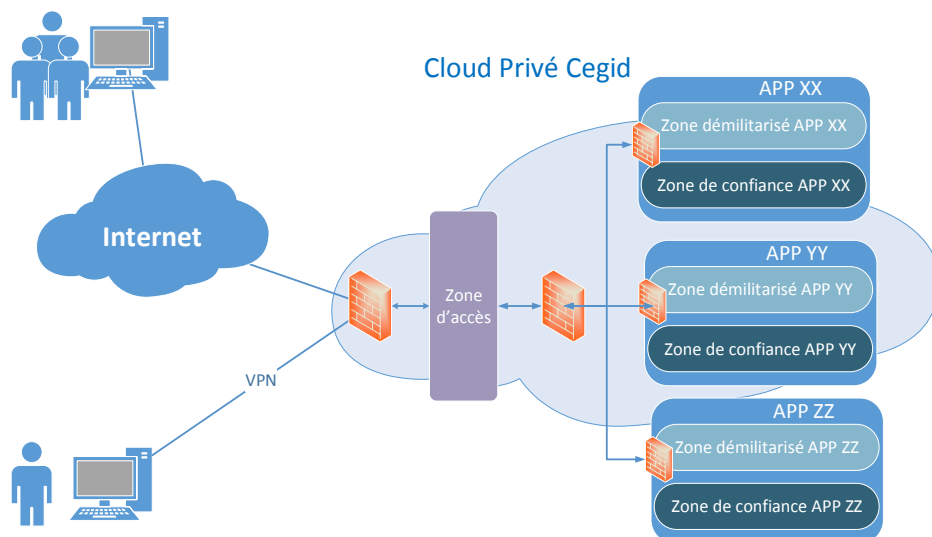 Cloud Privé Cegid
APP XX
Zone démilitarisé APP XX
Zone de confiance APP XX
Internet
APP YY
Zone démilitarisé APP YY
Zone de confiance APP YY
Zone
d'accès
VPN
APP ZZ
Zone démilitarisé APP ZZ
Zone de confiance APP ZZ